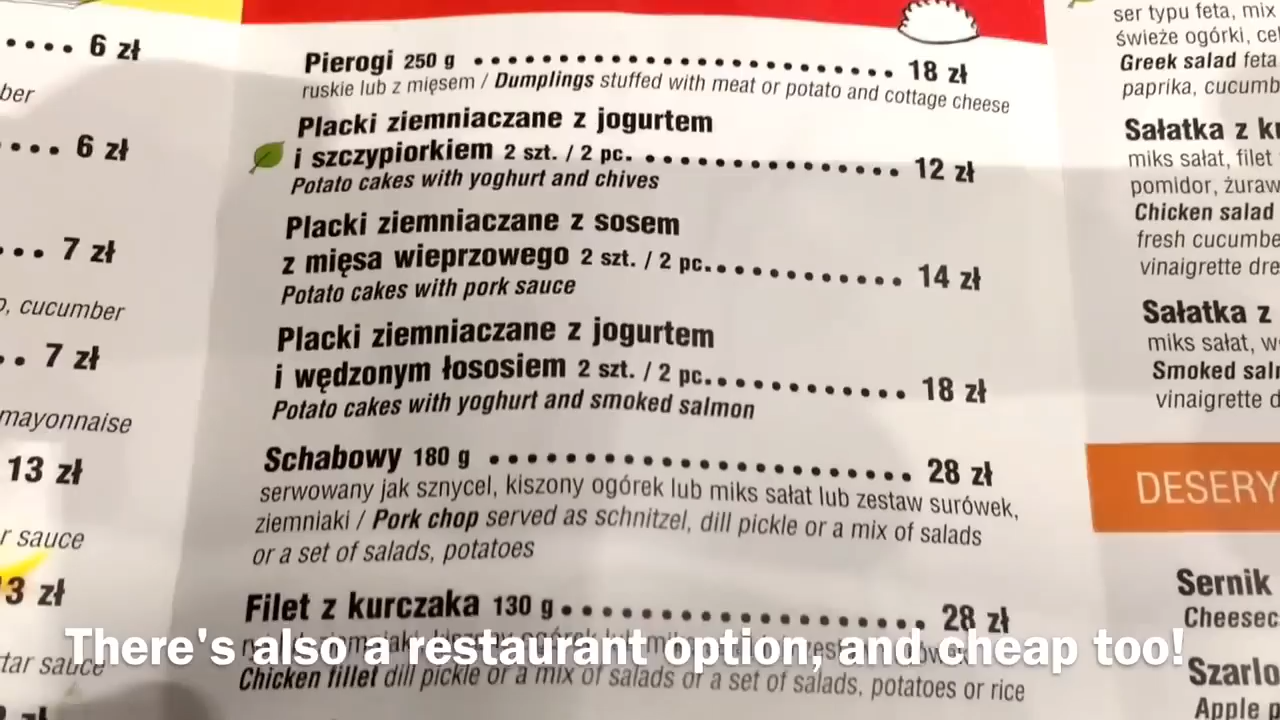 6 zł
ber
6 zł
7 zł
, cucumber
7 zł
mayonnaise
13 zł
r sauce
3 zł
tar sauce
Pierogi 250 g 18 zł
ruskie lub z mięsem / Dumplings stuffed with meat or potato and cottage cheese
Placki ziemniaczane z jogurtem
i szczypiorkiem 2 szt. / 2 pc. 12 zł
Potato cakes with yoghurt and chives
Placki ziemniaczane z sosem
z mięsa wieprzowego 2 szt. / 2 pc. 14 zł
Potato cakes with pork sauce
Placki ziemniaczane z jogurtem
i wędzonym łososiem 2 szt. / 2 pc. 18 zł
Potato cakes with yoghurt and smoked salmon
Schabowy 180 g 28 zł
serwowany jak sznycel, kiszony ogórek lub miks sałat lub zestaw surówek,
ziemniaki / Pork chop served as schnitzel, dill pickle or a mix of salads
or a set of salads, potatoes
Filet z kurczaka 130 g 28 zł
Chicken fillet dill pickle or a mix of salads or a set of salads, potatoes or rice
ser typu feta, mix
świeże ogórki, ce
Greek salad feta
paprika, cucumb
Sałatka z k
miks sałat, filet
pomidor, żuraw
Chicken salad
fresh cucumbe
vinaigrette dre
Sałatka z
miks sałat, w
Smoked sal
vinaigrette d
DESERY
Sernik
Cheesec
Szarlo
Apple p
There's also a restaurant option, and cheap too!